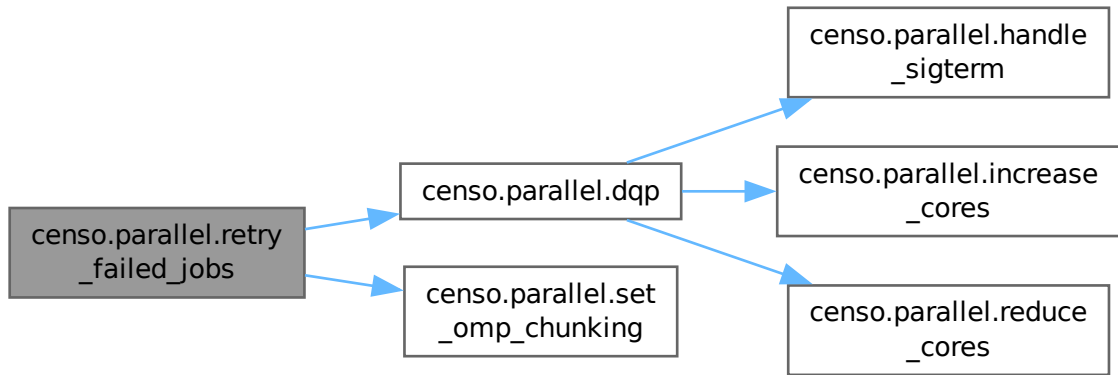 censo.parallel.retry
_failed_jobs
censo.parallel.dqp
censo.parallel.set
_omp_chunking
censo.parallel.handle
_sigterm
censo.parallel.increase
_cores
censo.parallel.reduce
_cores